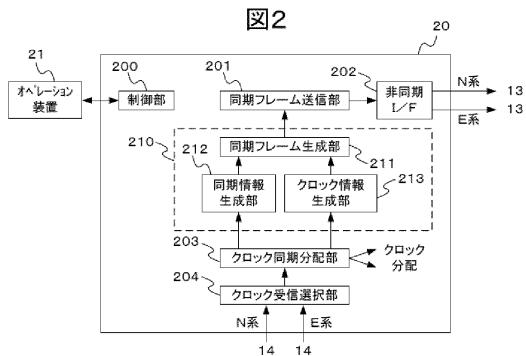 図2
20
21
オペレーション
装置
200
制御部
201
同期フレーム送信部
202
非同期
I/F
N系
13
13
E系
210
同期フレーム生成部
211
212
同期情報
生成部
クロック情報
生成部
213
203
クロック同期分配部
クロック
分配
204
クロック受信選択部
N系
E系
14
14